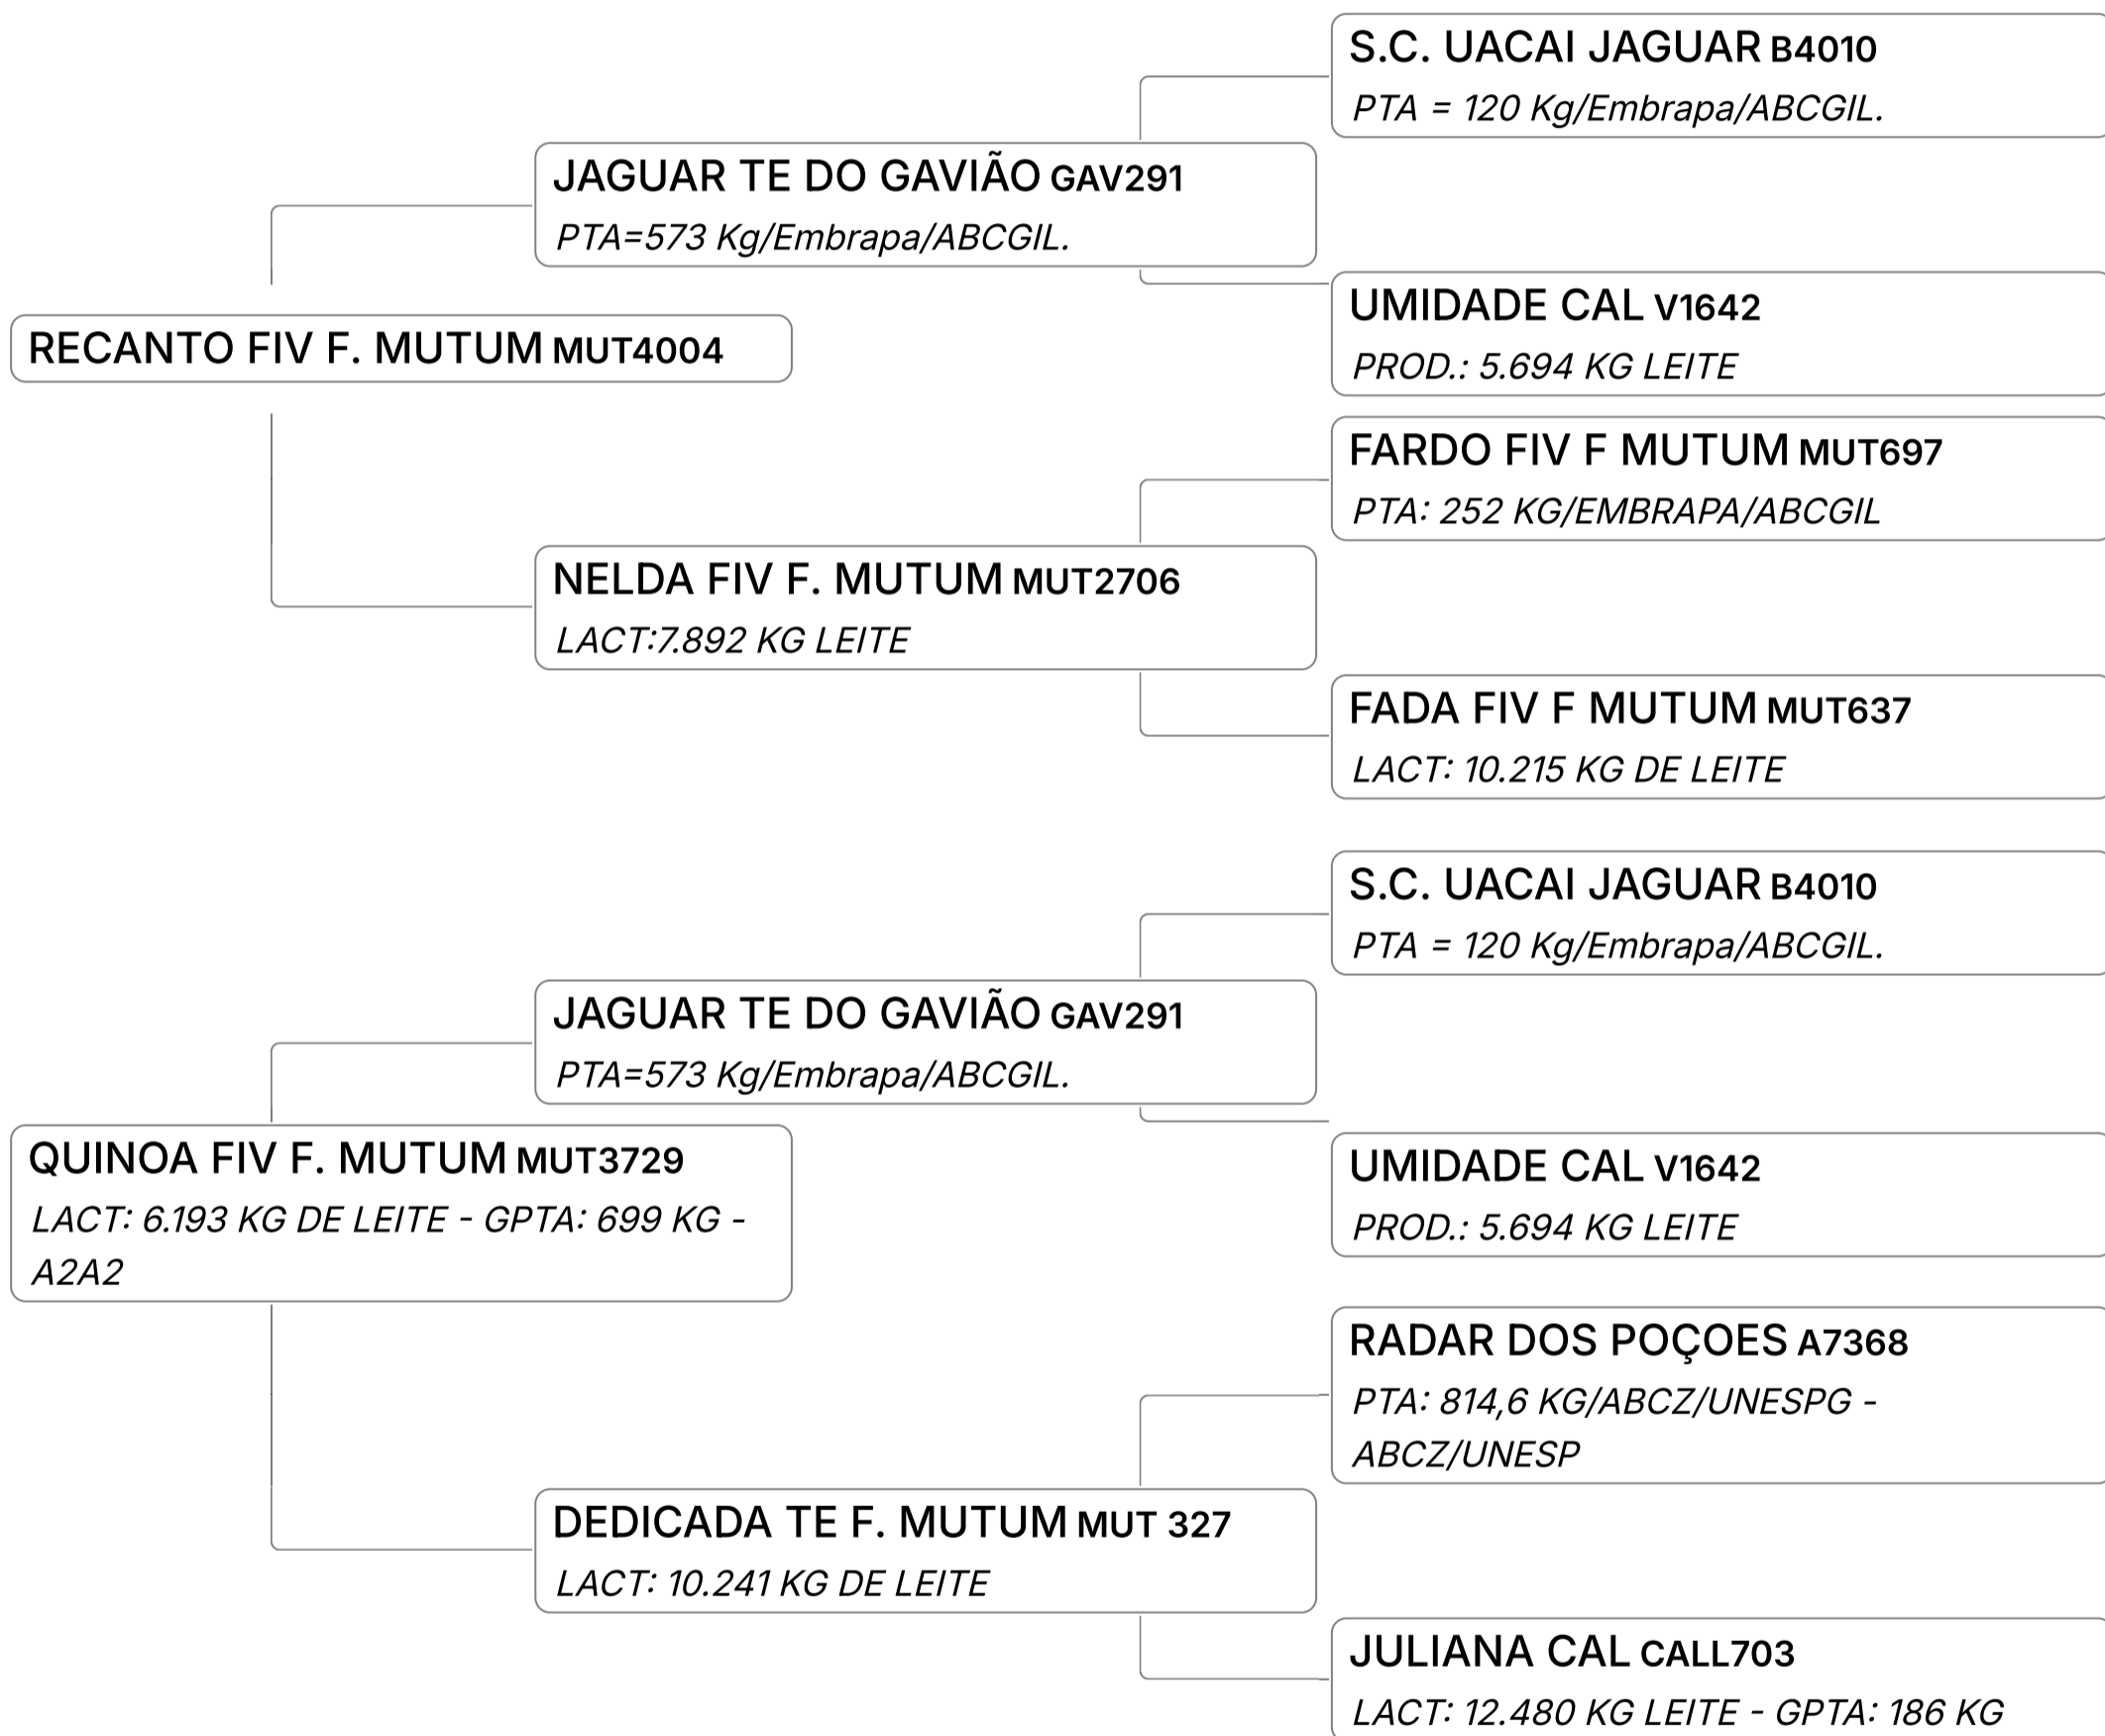 S.C. UACAI JAGUAR B4010
PTA = 120 Kg/Embrapa/ABCGIL.
JAGUAR TE DO GAVIÃO GAV291
PTA=573 Kg/Embrapa/ABCGIL.
UMIDADE CAL V1642
PROD.: 5.694 KG LEITE
RECANTO FIV F. MUTUM MUT4004
FARDO FIV F MUTUM MUT697
PTA: 252 KG/EMBRAPA/ABCGIL
NELDA FIV F. MUTUM MUT2706
LACT:7.892 KG LEITE
FADA FIV F MUTUM MUT637
LACT: 10.215 KG DE LEITE
S.C. UACAI JAGUAR B4010
PTA = 120 Kg/Embrapa/ABCGIL.
JAGUAR TE DO GAVIÃO GAV291
PTA=573 Kg/Embrapa/ABCGIL.
UMIDADE CAL V1642
PROD.: 5.694 KG LEITE
QUINOA FIV F. MUTUM MUT3729
LACT: 6.193 KG DE LEITE - GPTA: 699 KG -
A2A2
RADAR DOS POÇOES A7368
PTA: 814,6 KG/ABCZ/UNESPG -
ABCZ/UNESP
DEDICADA TE F. MUTUM MUT 327
LACT: 10.241 KG DE LEITE
JULIANA CAL CALL703
LACT: 12.480 KG LEITE - GPTA: 186 KG